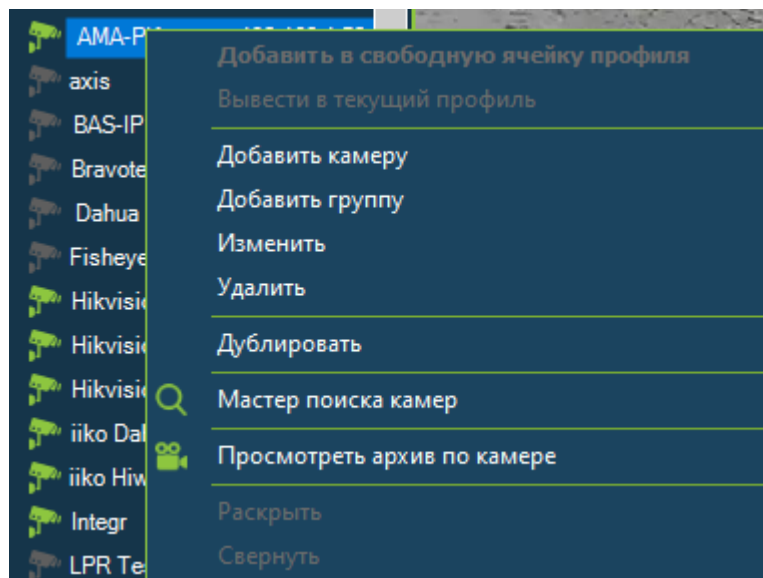 AMA-P
axis
BAS-IP
Bravote
Dahua
Fisheye
Hikvisi
Hikvisi
Hikvisi
iiko Dal
iiko Hiw
Integr
LPR Te
Добавить в свободную ячейку профиля
Вывести в текущий профиль
Добавить камеру
Добавить группу
Изменить
Удалить
Дублировать
Мастер поиска камер
Просмотреть архив по камере
Раскрыть
Свернуть